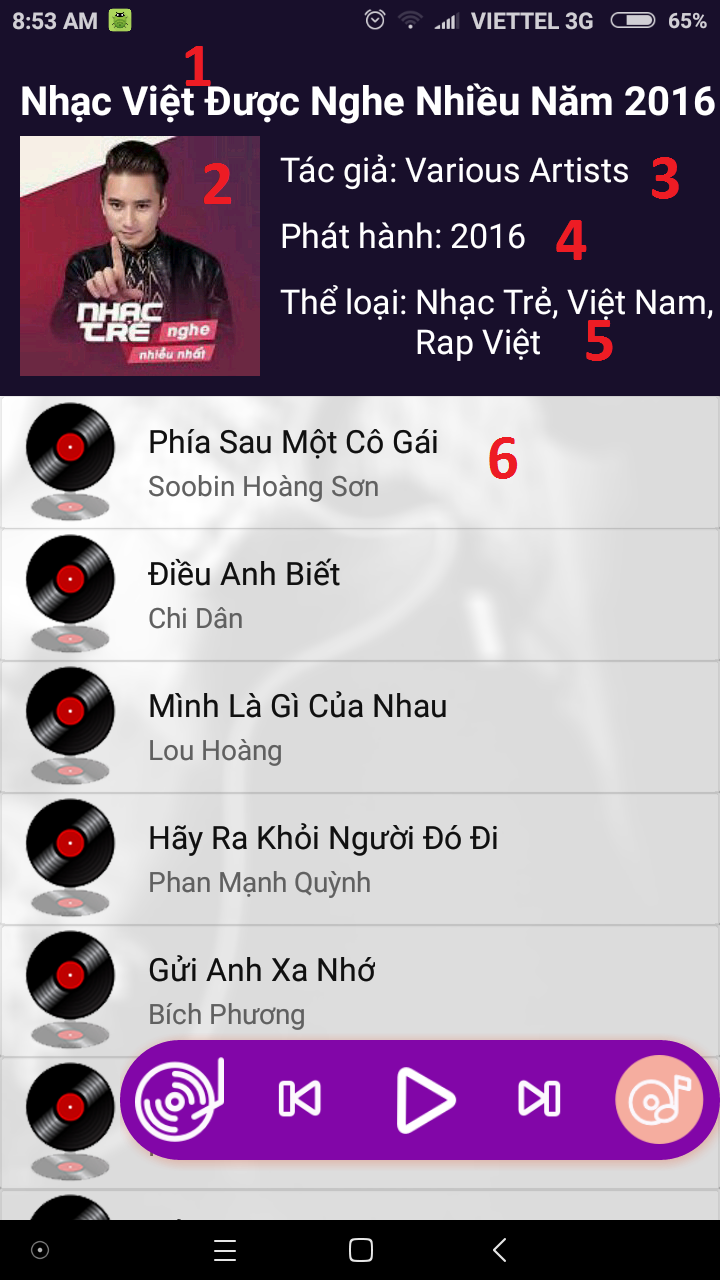 8:53 AM VIETTEL 3G 65%
1
Nhạc Việt Được Nghe Nhiều Năm 2016
NHẠC
TRẺ nghe
nhiều nhất
2
Tác giả: Various Artists 3
Phát hành: 2016 4
Thể loại: Nhạc Trẻ, Việt Nam,
Rap Việt 5
Phía Sau Một Cô Gái 6
Soobin Hoàng Sơn
Điều Anh Biết
Chi Dân
Mình Là Gì Của Nhau
Lou Hoàng
Hãy Ra Khỏi Người Đó Đi
Phan Mạnh Quỳnh
Gửi Anh Xa Nhớ
Bích Phương